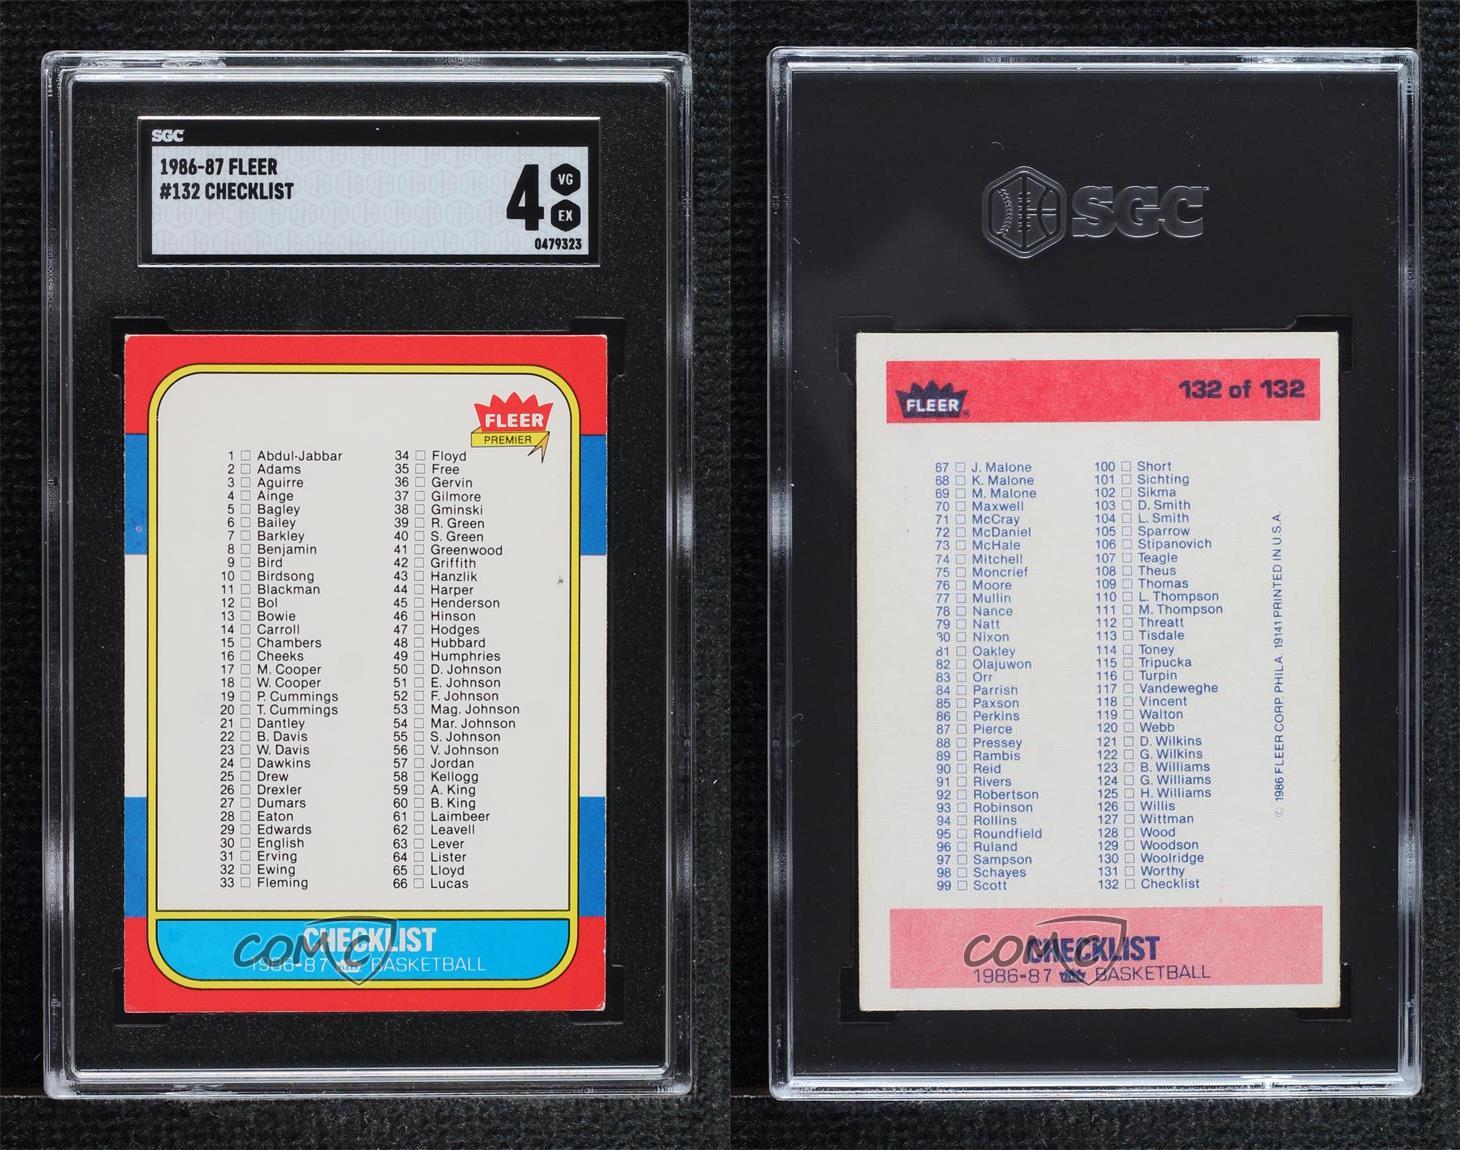 SGC
1986-87 FLEER
#132 CHECKLIST
4
VG
EX
0479323
FLEER
PREMIER
1 Abdul-Jabbar
2 Adams
3 Aguirre
4 Ainge
5 Bagley
6 Bailey
7 Barkley
8 Benjamin
9 Bird
10 Birdsong
11 Blackman
12 Bol
13 Bowie
14 Carroll
15 Chambers
16 Cheeks
17 M. Cooper
18 W. Cooper
19 P. Cummings
20 T. Cummings
21 Dantley
22 B. Davis
23 W. Davis
24 Dawkins
25 Drew
26 Drexler
27 Dumars
28 Eaton
29 Edwards
30 English
31 Erving
32 Ewing
33 Fleming
34 Floyd
35 Free
36 Gervin
37 Gilmore
38 Gminski
39 R. Green
40 S. Green
41 Greenwood
42 Griffith
43 Hanzlik
44 Harper
45 Henderson
46 Hinson
47 Hodges
48 Hubbard
49 Humphries
50 D. Johnson
51 E. Johnson
52 F. Johnson
53 Mag. Johnson
54 Mar. Johnson
55 S. Johnson
56 V. Johnson
57 Jordan
58 Kellogg
59 A. King
60 B. King
61 Laimbeer
62 Leavell
63 Lever
64 Lister
65 Lloyd
66 Lucas
CHECKLIST
COMC
1986-87 FLEER BASKETBALL
SGC
FLEER
132 of 132
67 J. Malone
68 K. Malone
69 M. Malone
70 Maxwell
71 McCray
72 McDaniel
73 McHale
74 Mitchell
75 Moncrief
76 Moore
77 Mullin
78 Nance
79 Natt
80 Nixon
81 Oakley
82 Olajuwon
83 Orr
84 Parrish
85 Paxson
86 Perkins
87 Pierce
88 Pressey
89 Rambis
90 Reid
91 Rivers
92 Robertson
93 Robinson
94 Rollins
95 Roundfield
96 Ruland
97 Sampson
98 Schayes
99 Scott
100 Short
101 Sichting
102 Sikma
103 D. Smith
104 L. Smith
105 Sparrow
106 Stipanovich
107 Teagle
108 Theus
109 Thomas
110 L. Thompson
111 M. Thompson
112 Threatt
113 Tisdale
114 Toney
115 Tripucka
116 Turpin
117 Vandeweghe
118 Vincent
119 Walton
120 Webb
121 D. Wilkins
122 G. Wilkins
123 B. Williams
124 G. Williams
125 H. Williams
126 Willis
127 Wittman
128 Wood
129 Woodson
130 Woolridge
131 Worthy
132 Checklist
© 1986 FLEER CORP. PHILA. 19141 PRINTED IN U.S.A.
CHECKLIST
COMC
1986-87 FLEER BASKETBALL